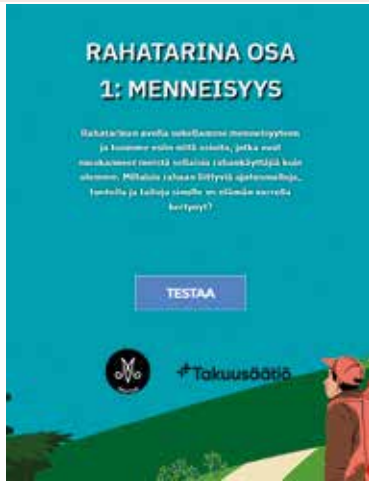 RAHATARINA OSA
1: MENNEISYYS
Rahatarinan avulla sukellamme menneisyyteen
ja tuomme esiin niitä asioita, jotka ovat
muokanneet meistä sellaisia rahankäyttäjiä kuin
olemme. Millaisia rahaan liittyviä ajatusmalleja,
tunteita ja taitoja sinulle on elämän varrella
kertynyt?
TESTAA
Takuusäätiö